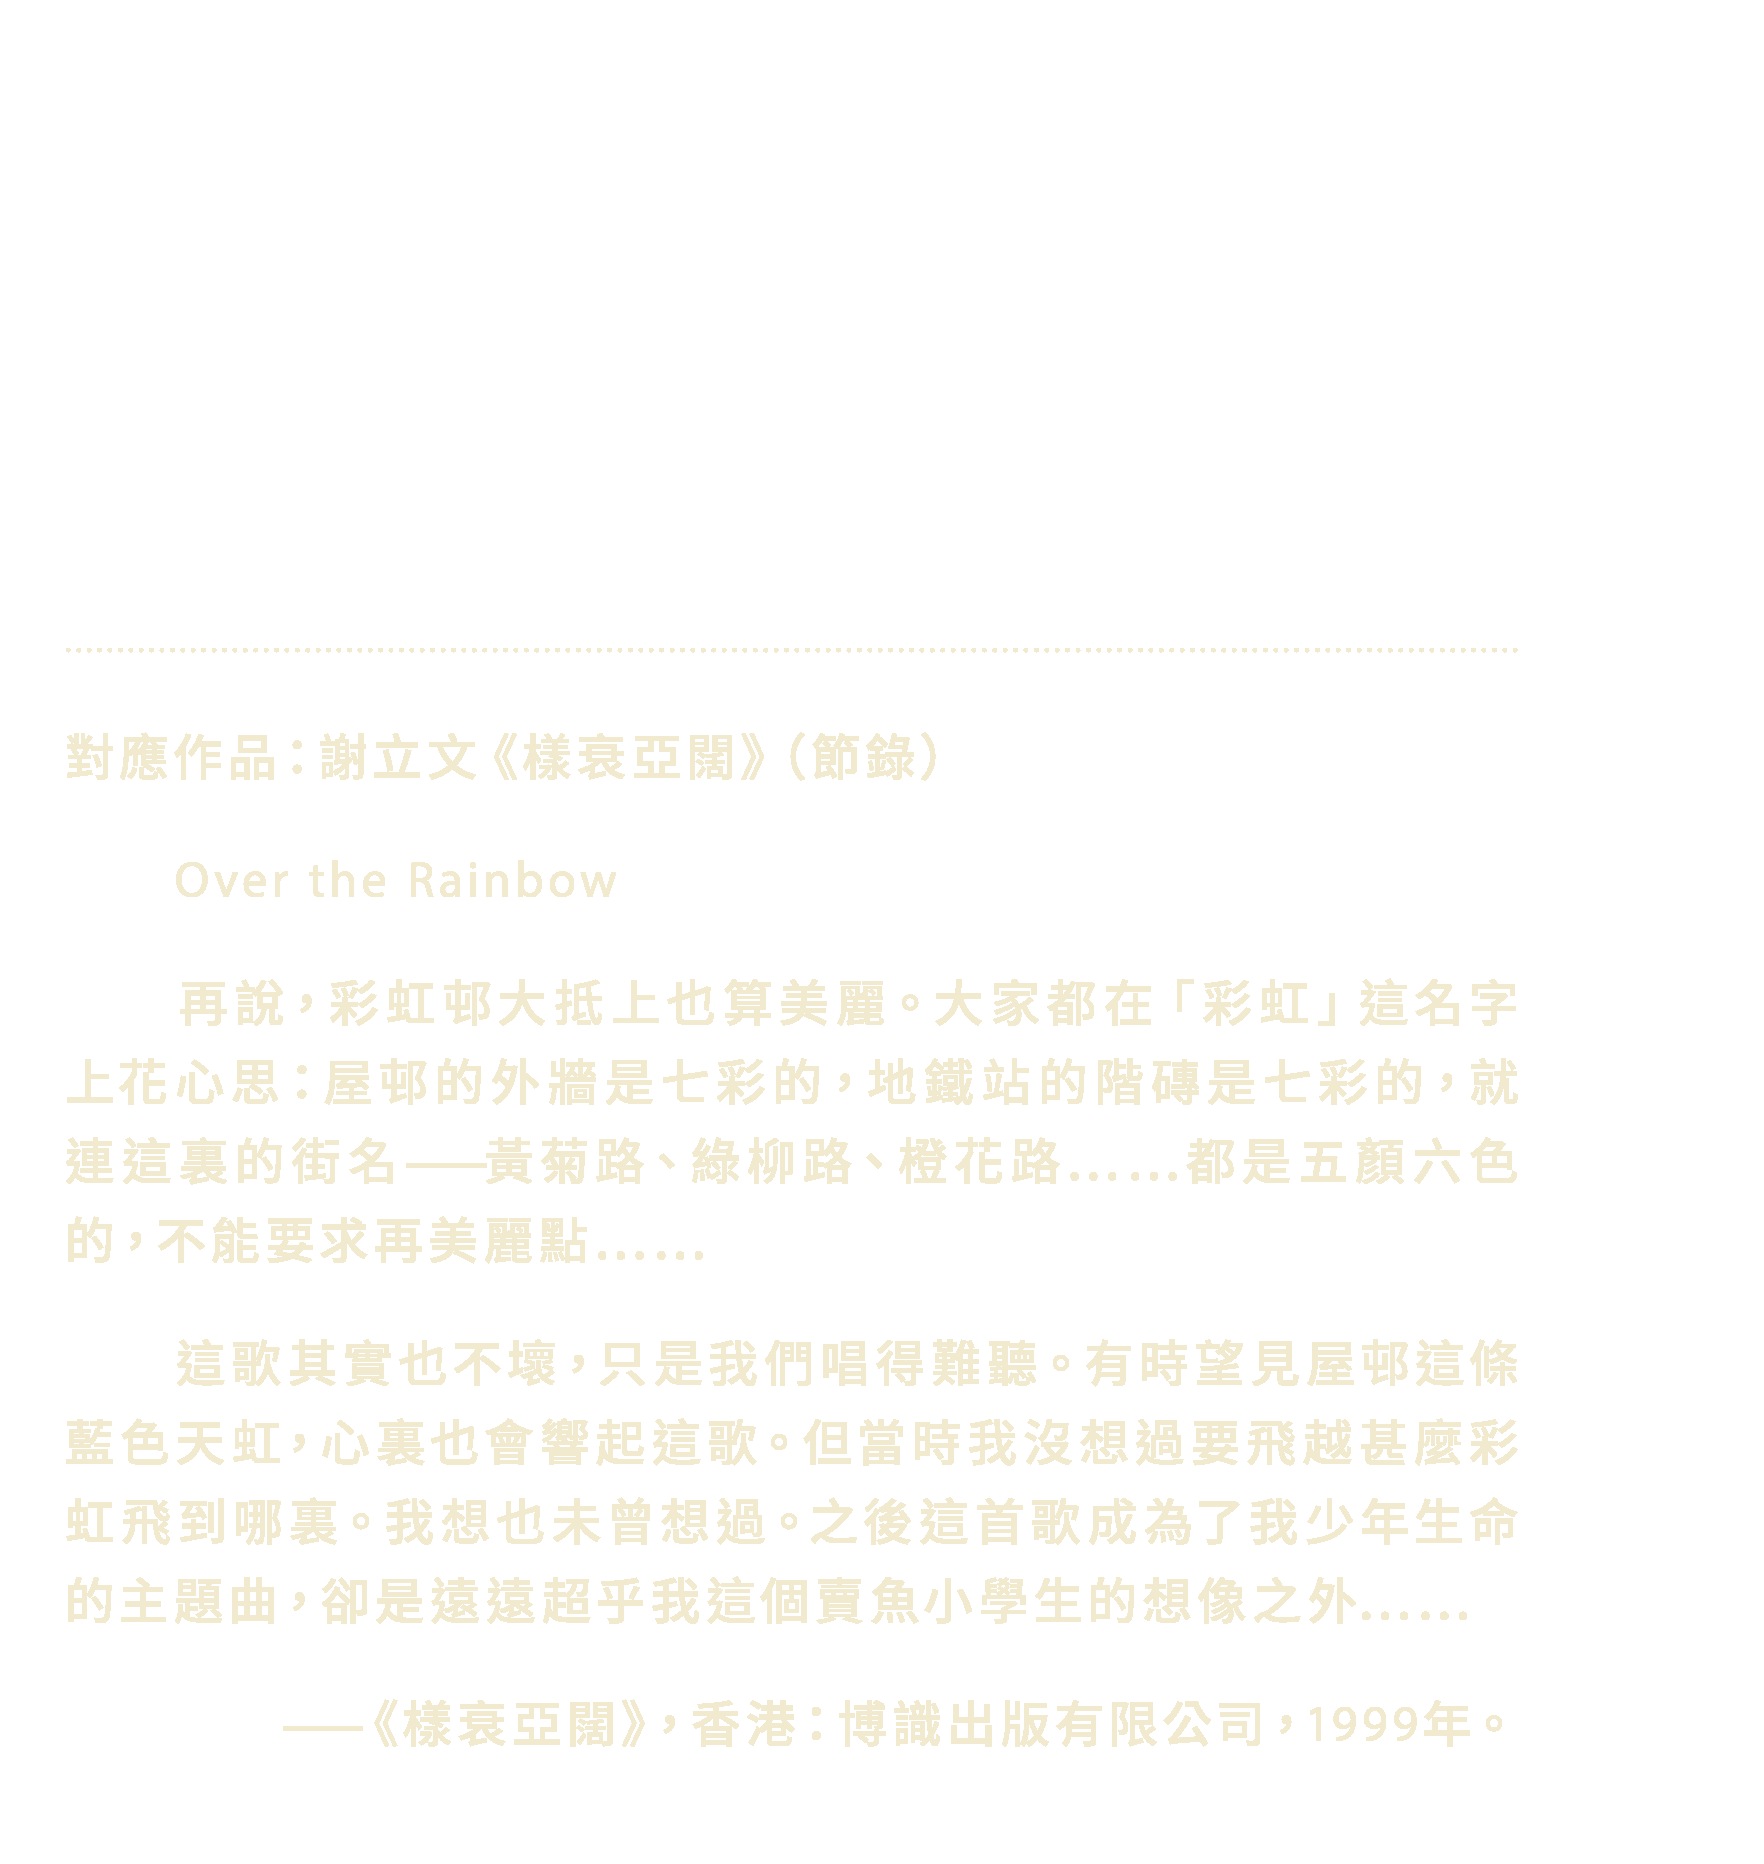 對應作品：謝立文《樣衰亞闊》（節錄）
Over the Rainbow
再說，彩虹邨大抵上也算美麗。大家都在「彩虹」這名字
上花心思：屋邨的外牆是七彩的，地鐵站的階磚是七彩的，就
連這裏的街名——黃菊路、綠柳路、橙花路……都是五顏六色
的，不能要求再美麗點……
這歌其實也不壞，只是我們唱得難聽。有時望見屋邨這條
藍色天虹，心裏也會響起這歌。但當時我沒想過要飛越甚麼彩
虹飛到哪裏。我想也未曾想過。之後這首歌成為了我少年生命
的主題曲，卻是遠遠超乎我這個賣魚小學生的想像之外……
——《樣衰亞闊》，香港：博識出版有限公司，1999年。